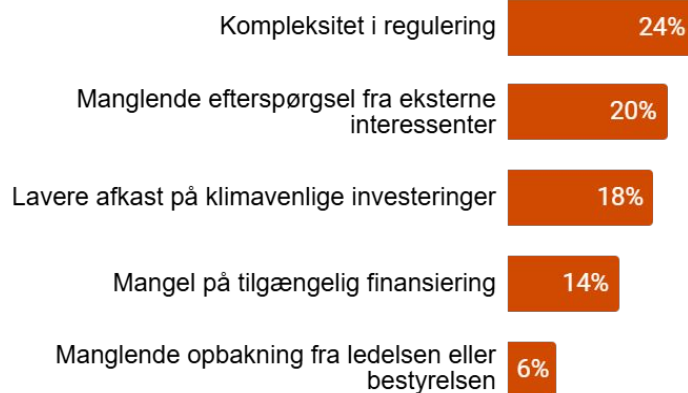 Kompleksitet i regulering 24%
Manglende efterspørgsel fra eksterne
interessenter 20%
Lavere afkast på klimavenlige investeringer 18%
Mangel på tilgængelig finansiering 14%
Manglende opbakning fra ledelsen eller
bestyrelsen 6%